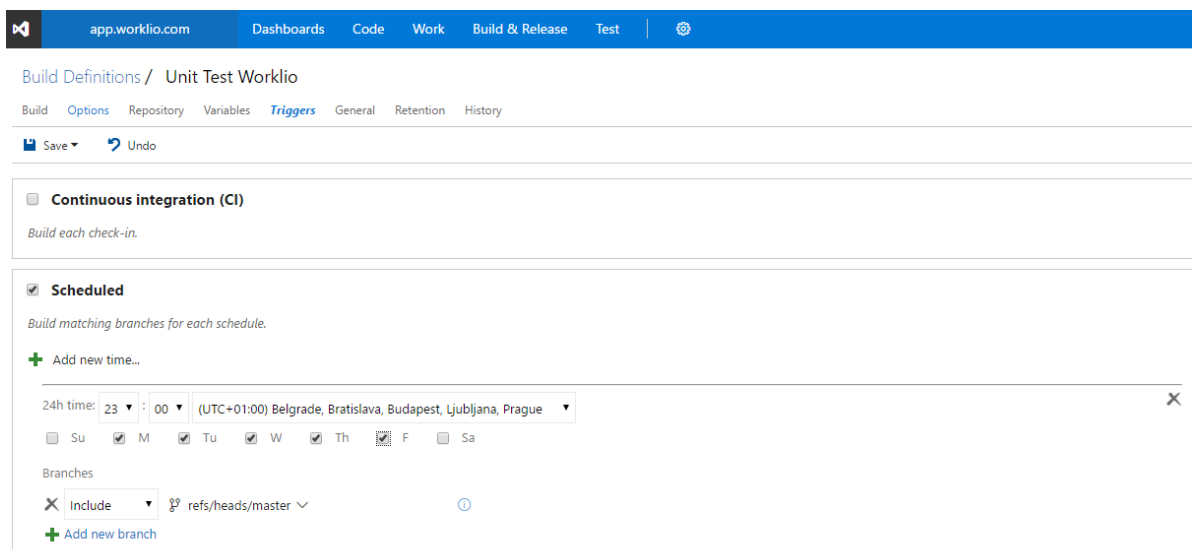 app.worklio.com Dashboards Code Work Build & Release Test
Build Definitions / Unit Test Worklio
Build Options Repository Variables Triggers General Retention History
Save Undo
Continuous integration (CI)
Build each check-in.
Scheduled
Build matching branches for each schedule.
Add new time...
24h time: 23 : 00 (UTC+01:00) Belgrade, Bratislava, Budapest, Ljubljana, Prague
Su M Tu W Th F Sa
Branches
Include refs/heads/master
Add new branch